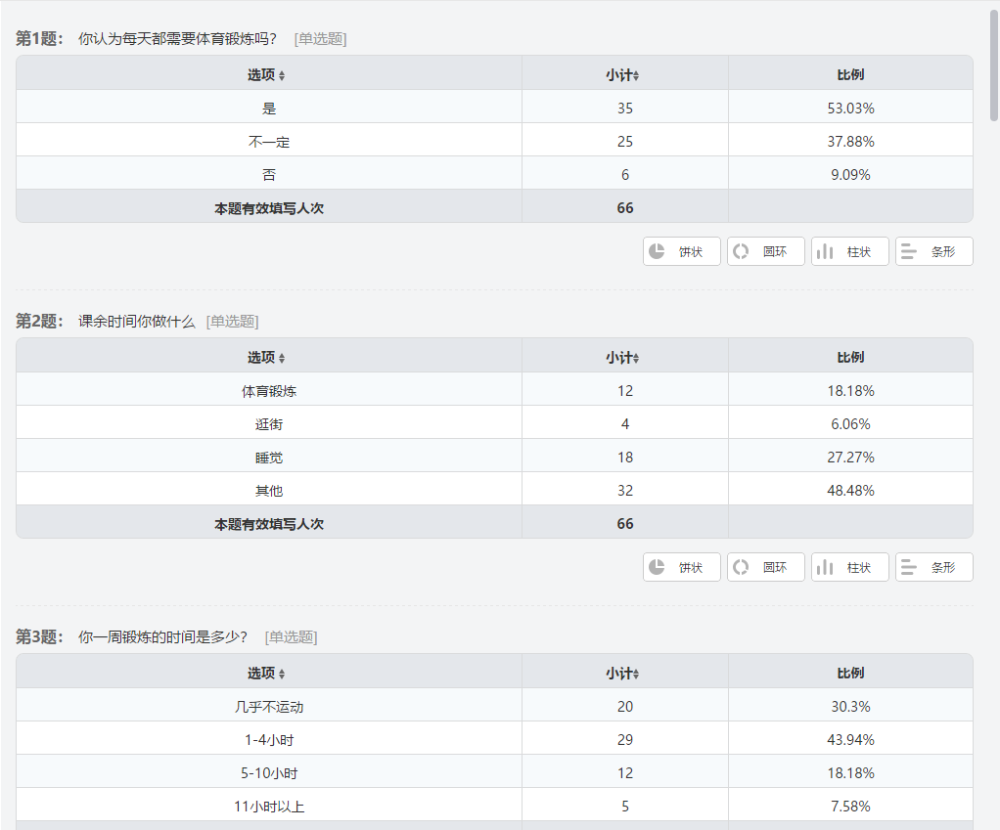 第1题： 你认为每天都需要体育锻炼吗? [单选题]
选项 小计 比例
是 35 53.03%
不一定 25 37.88%
否 6 9.09%
本题有效填写人次 66
饼状 圆环 柱状 条形
第2题： 课余时间你做什么 [单选题]
选项 小计 比例
体育锻炼 12 18.18%
逛街 4 6.06%
睡觉 18 27.27%
其他 32 48.48%
本题有效填写人次 66
饼状 圆环 柱状 条形
第3题： 你一周锻炼的时间是多少? [单选题]
选项 小计 比例
几乎不运动 20 30.3%
1-4小时 29 43.94%
5-10小时 12 18.18%
11小时以上 5 7.58%